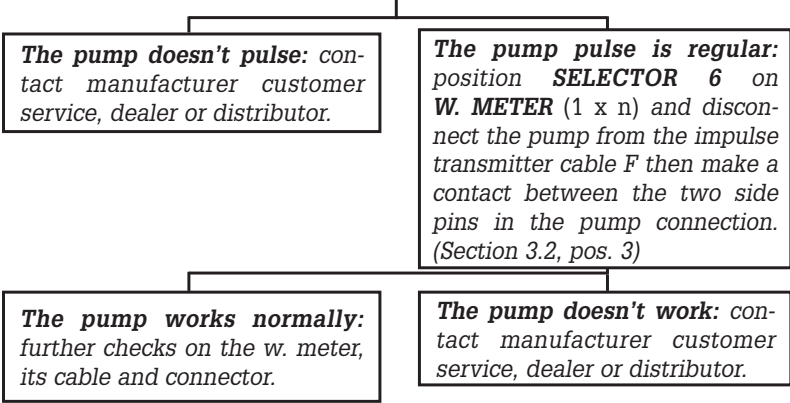 The pump doesn't pulse: con-
tact manufacturer customer
service, dealer or distributor.
The pump pulse is regular:
position SELECTOR 6 on
W. METER (1 x n) and discon-
nect the pump from the impulse
transmitter cable F then make a
contact between the two side
pins in the pump connection.
(Section 3.2, pos. 3)
The pump works normally:
further checks on the w. meter,
its cable and connector.
The pump doesn't work: con-
tact manufacturer customer
service, dealer or distributor.